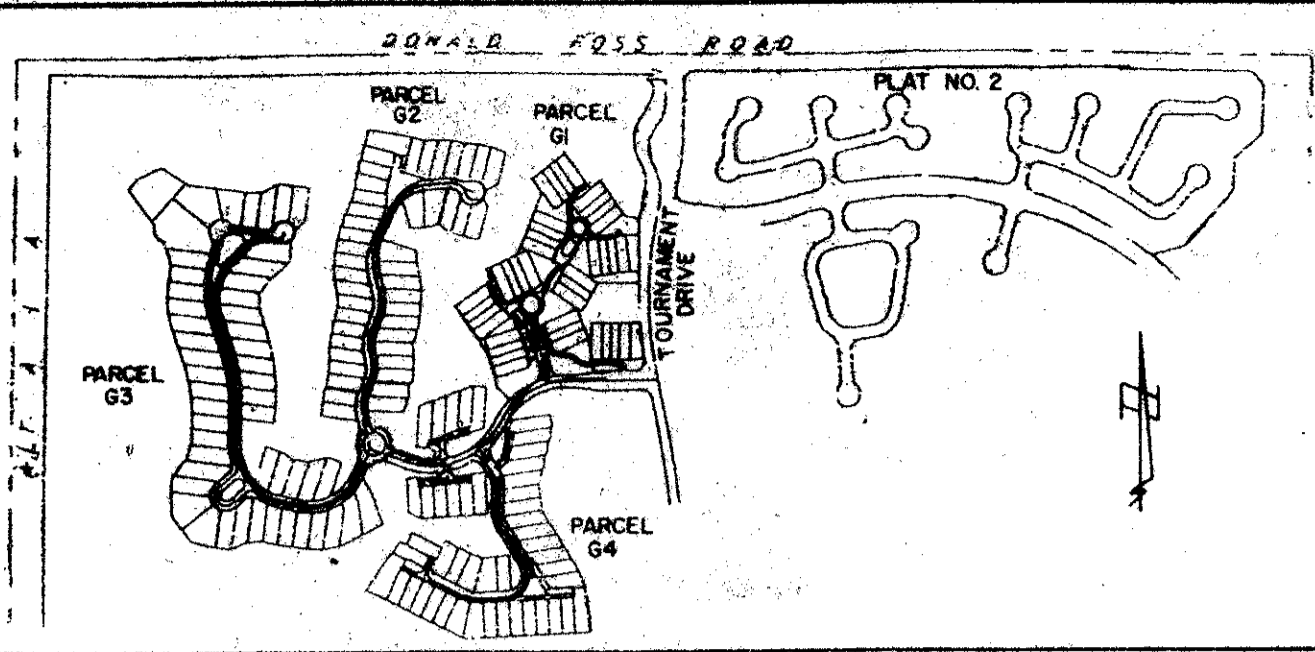 DONALD ROSS ROAD
PLAT NO. 2
PARCEL
G2
PARCEL
G1
TOURNAMENT
DRIVE
PARCEL
G3
PARCEL
G4